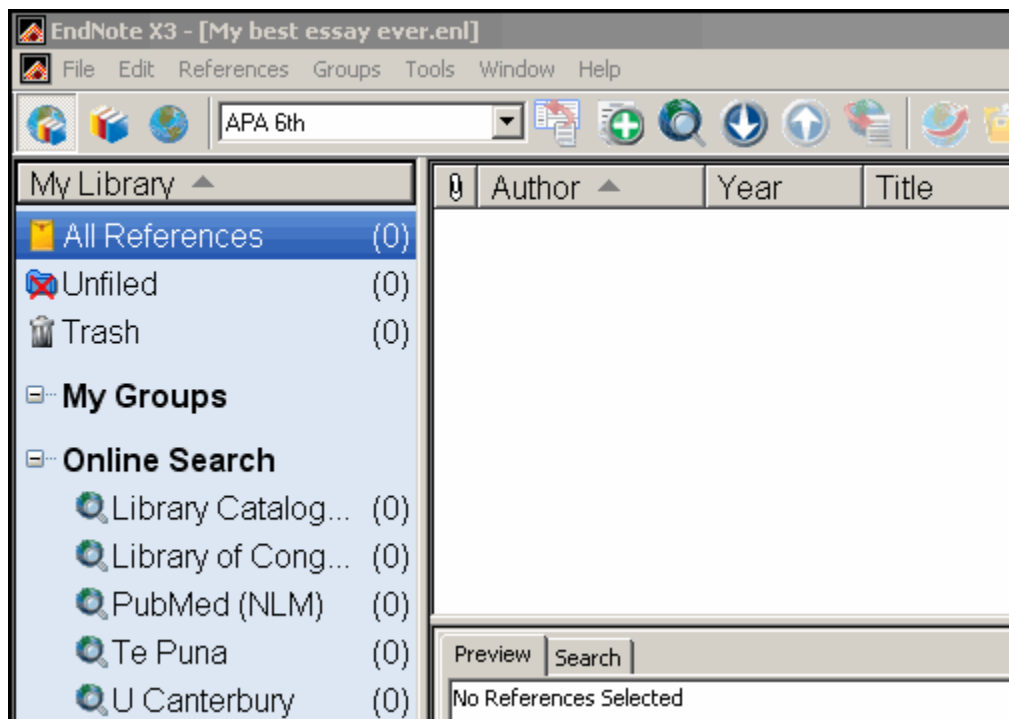 EndNote X3 - [My best essay ever.enl]
File Edit References Groups Tools Window Help
APA 6th
My Library
Author Year Title
All References (0)
Unfiled (0)
Trash (0)
My Groups
Online Search
Library Catalog... (0)
Library of Cong... (0)
PubMed (NLM) (0)
Te Puna (0)
U Canterbury (0)
Preview Search
No References Selected